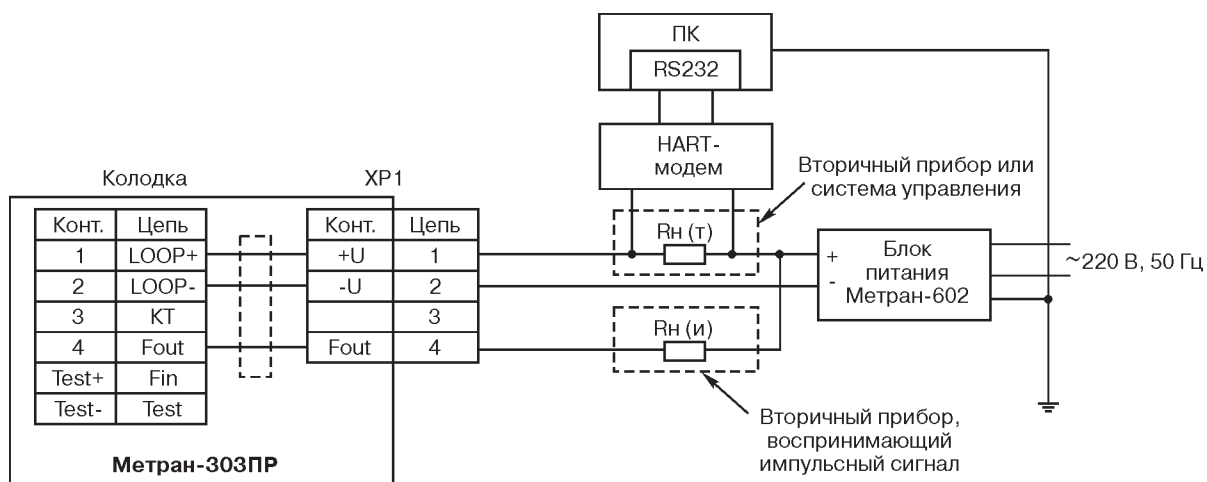 ПК
RS232
HART-
модем
Вторичный прибор или
система управления
Колодка
XP1
Конт. Цепь
1 LOOP+
2 LOOP-
3 КТ
4 Fout
Test+ Fin
Test- Test
Конт. Цепь
+U 1
-U 2
3
Fout 4
Rн (т)
Rн (и)
+
-
Блок
питания
Метран-602
~220 В, 50 Гц
Вторичный прибор,
воспринимающий
импульсный сигнал
Метран-303ПР